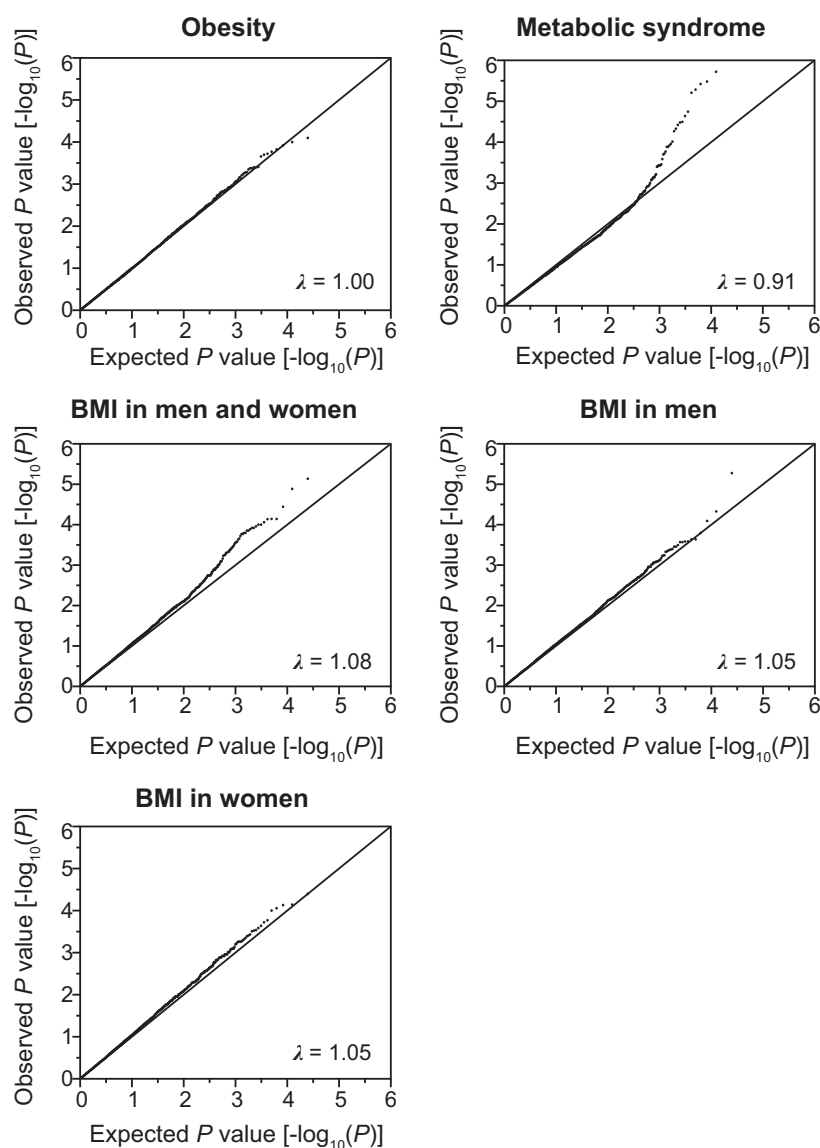 Obesity
Observed P value [-log10(P)]
6
5
4
3
2
1
0
λ = 1.00
0 1 2 3 4 5 6
Expected P value [-log10(P)]
Metabolic syndrome
Observed P value [-log10(P)]
6
5
4
3
2
1
0
λ = 0.91
0 1 2 3 4 5 6
Expected P value [-log10(P)]
BMI in men and women
Observed P value [-log10(P)]
6
5
4
3
2
1
0
λ = 1.08
0 1 2 3 4 5 6
Expected P value [-log10(P)]
BMI in men
Observed P value [-log10(P)]
6
5
4
3
2
1
0
λ = 1.05
0 1 2 3 4 5 6
Expected P value [-log10(P)]
BMI in women
Observed P value [-log10(P)]
6
5
4
3
2
1
0
λ = 1.05
0 1 2 3 4 5 6
Expected P value [-log10(P)]